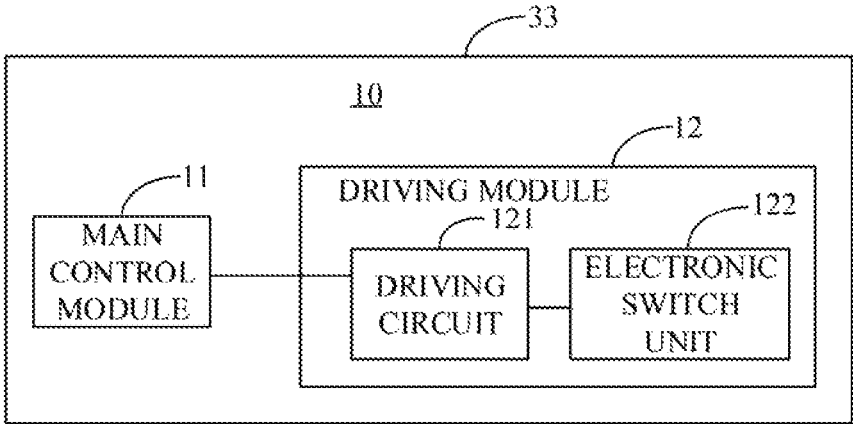 33
10
12
11
DRIVING MODULE
121
122
MAIN
CONTROL
MODULE
DRIVING
CIRCUIT
ELECTRONIC
SWITCH
UNIT